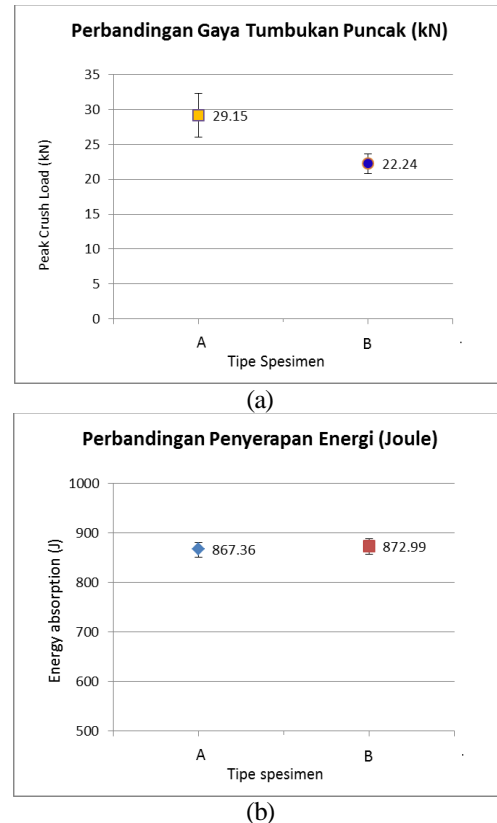 Perbandingan Gaya Tumbukan Puncak (kN)
35
30
25
20
15
10
5
0
Peak Crush Load (kN)
29.15
22.24
A
B
Tipe Spesimen
(a)
Perbandingan Penyerapan Energi (Joule)
1000
900
800
700
600
500
Energy absorption (J)
867.36
872.99
A
B
Tipe spesimen
(b)